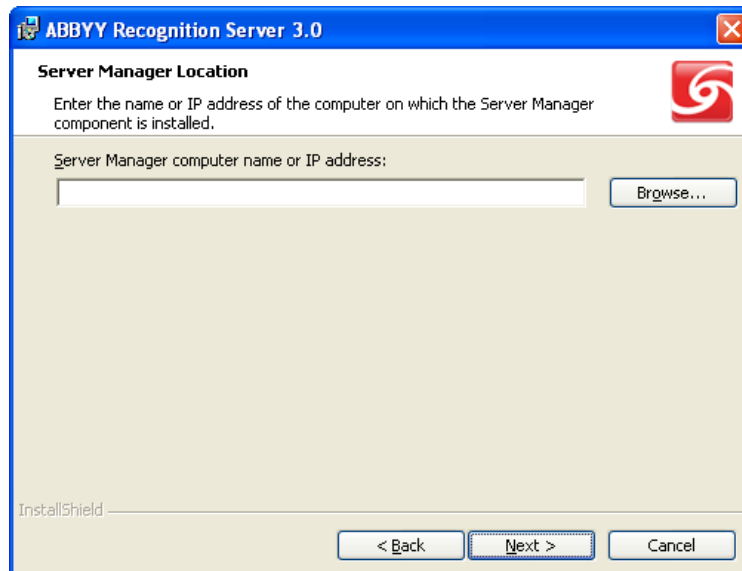 ABBYY Recognition Server 3.0
Server Manager Location
Enter the name or IP address of the computer on which the Server Manager
component is installed.
Server Manager computer name or IP address:
Browse...
InstallShield
< Back
Next >
Cancel